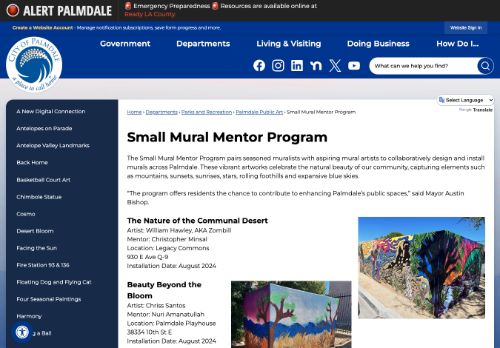 ALERT PALMDALE
🚨 Emergency Preparedness 🚨 Resources are available online at
Ready LA County.
Create a Website Account - Manage notification subscriptions, save form progress and more.
Website Sign In
CITY OF PALMDALE
a place to call home
Government
Departments
Living & Visiting
Doing Business
How Do I...
What can we help you find?
Select Language
Google Translate
A New Digital Connection
Antelopes on Parade
Antelope Valley Landmarks
Back Home
Basketball Court Art
Chimbole Statue
Cosmo
Desert Bloom
Facing the Sun
Fire Station 93 & 136
Floating Dog and Flying Cat
Four Seasonal Paintings
Harmony
g a Ball
Home › Departments › Parks and Recreation › Palmdale Public Art › Small Mural Mentor Program
Small Mural Mentor Program
The Small Mural Mentor Program pairs seasoned muralists with aspiring mural artists to collaboratively design and install
murals across Palmdale. These vibrant artworks celebrate the natural beauty of our community, capturing elements such
as mountains, sunsets, sunrises, stars, rolling foothills and expansive blue skies.
"The program offers residents the chance to contribute to enhancing Palmdale's public spaces," said Mayor Austin
Bishop.
The Nature of the Communal Desert
Artist: William Hawley, AKA Zombill
Mentor: Christopher Minsal
Location: Legacy Commons
930 E Ave Q-9
Installation Date: August 2024
Beauty Beyond the
Bloom
Artist: Chriss Santos
Mentor: Nuri Amanatullah
Location: Palmdale Playhouse
38334 10th St E
Installation Date: August 2024